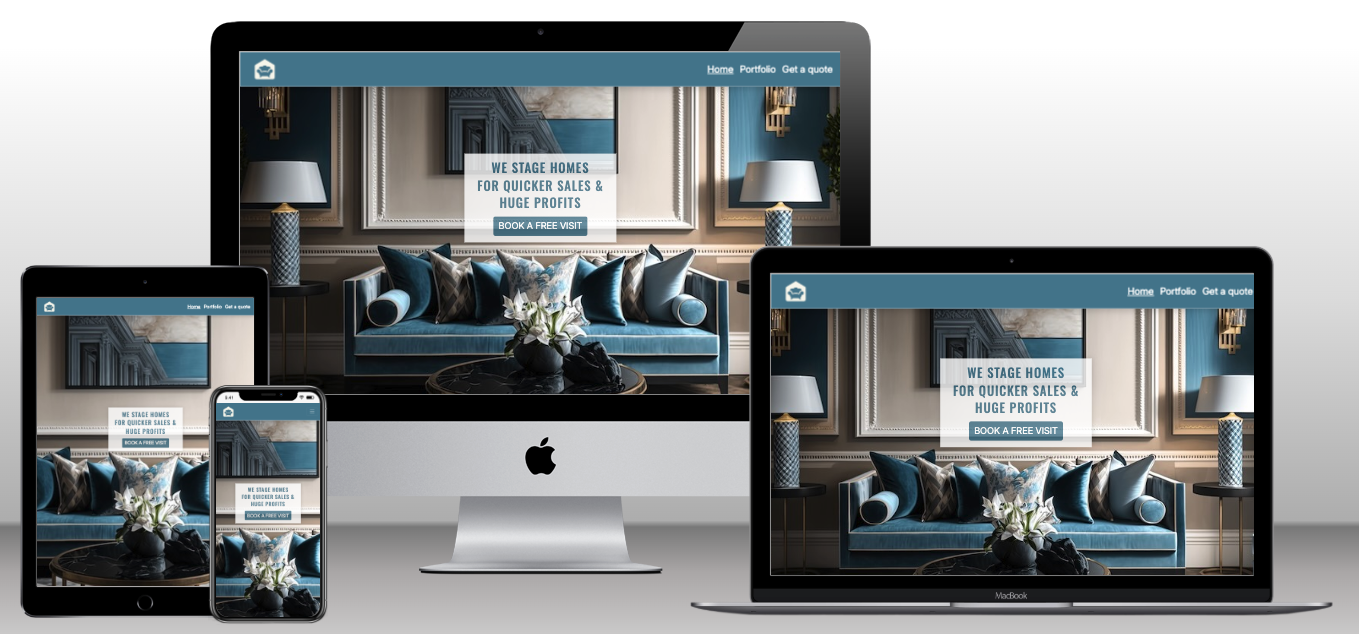 Home Portfolio Get a quote
WE STAGE HOMES
FOR QUICKER SALES &
HUGE PROFITS
BOOK A FREE VISIT
Home Portfolio Get a quote
WE STAGE HOMES
FOR QUICKER SALES &
HUGE PROFITS
BOOK A FREE VISIT
MacBook
Home Portfolio Get a quote
WE STAGE HOMES
FOR QUICKER SALES &
HUGE PROFITS
BOOK A FREE VISIT
9:41
WE STAGE HOMES
FOR QUICKER SALES &
HUGE PROFITS
BOOK A FREE VISIT